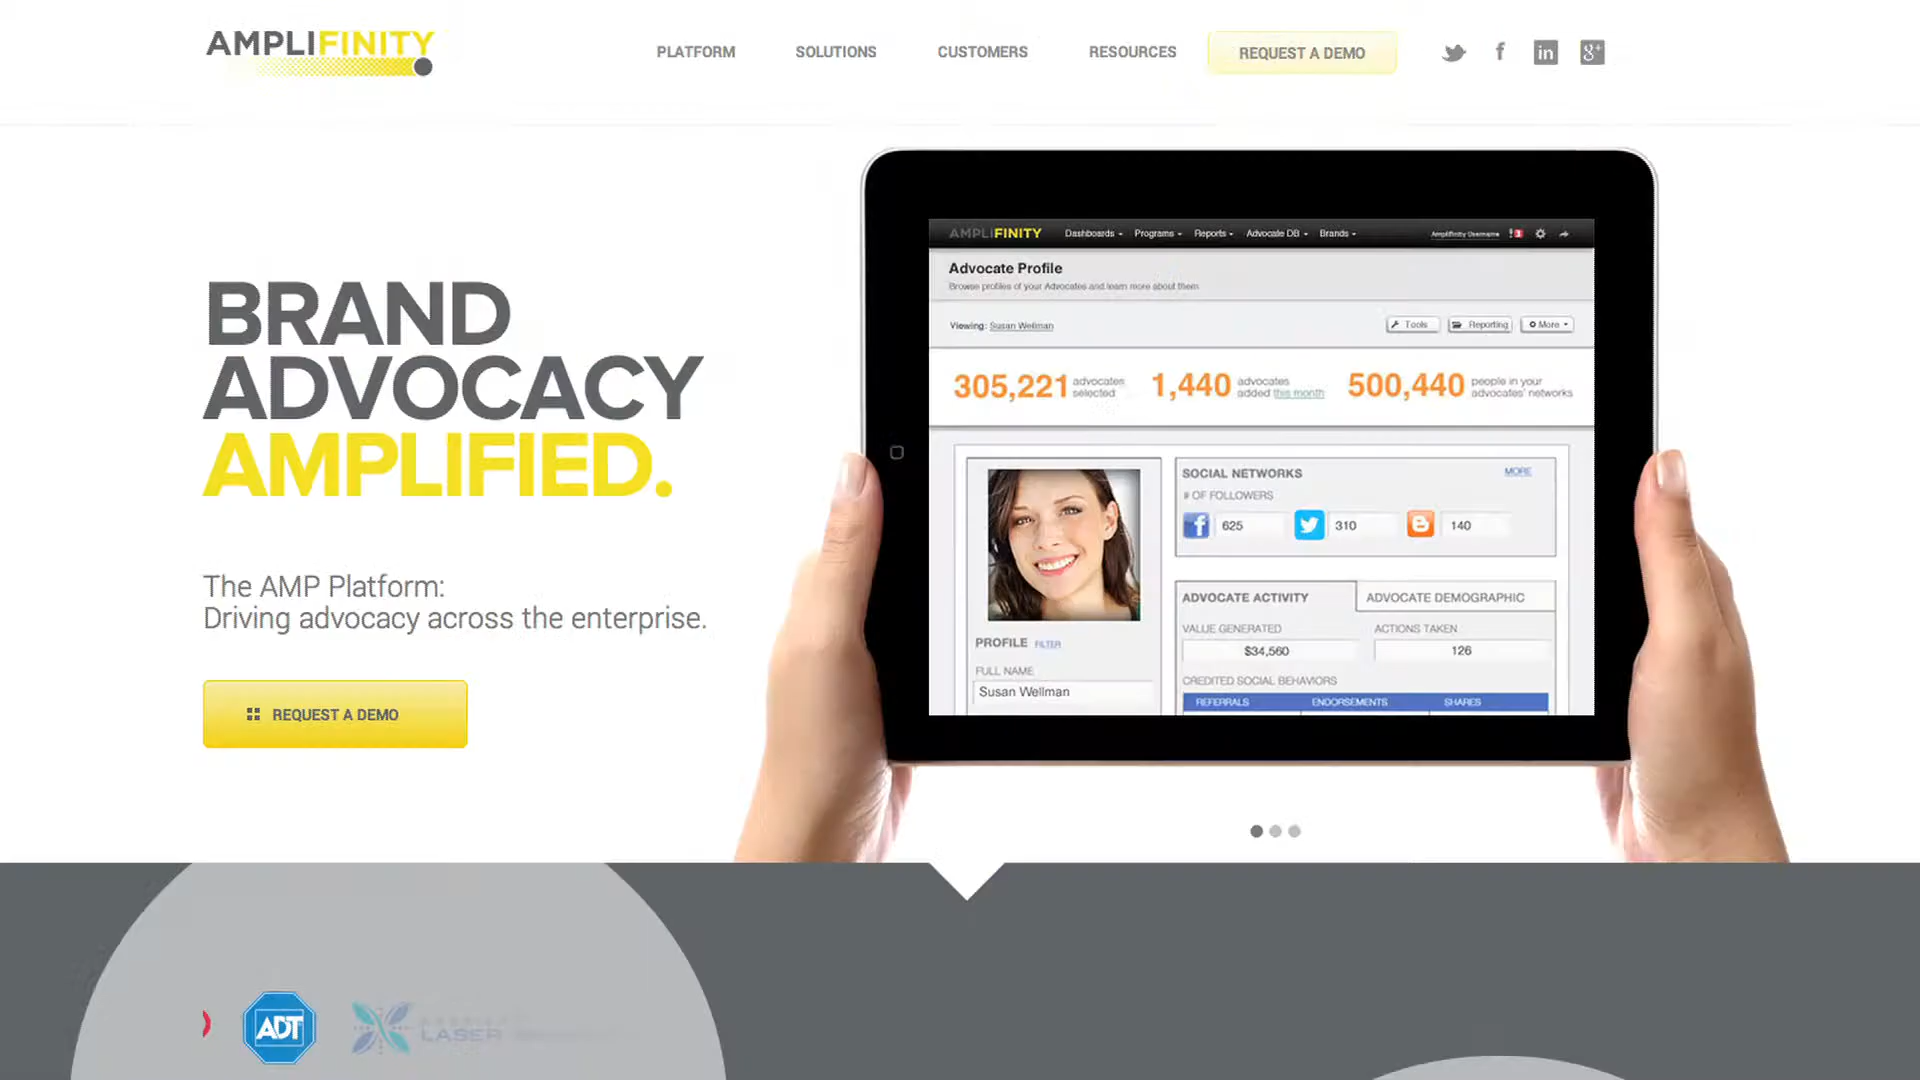 AMPLIFINITY
PLATFORM
SOLUTIONS
CUSTOMERS
RESOURCES
REQUEST A DEMO
f
in
g+
BRAND
ADVOCACY
AMPLIFIED.
The AMP Platform:
Driving advocacy across the enterprise.
REQUEST A DEMO
AMPLIFINITY
Dashboards
Programs
Reports
Advocate DB
Brands
Amplifinity Username
Advocate Profile
Browse profiles of your Advocates and learn more about them
Viewing: Susan Wellman
Tools
Reporting
More
305,221 advocates selected
1,440 advocates added this month
500,440 people in your advocates' networks
SOCIAL NETWORKS
MORE
# OF FOLLOWERS
625
310
140
PROFILE FILTER
FULL NAME
Susan Wellman
ADVOCATE ACTIVITY
ADVOCATE DEMOGRAPHIC
VALUE GENERATED
ACTIONS TAKEN
$34,560
126
CREDITED SOCIAL BEHAVIORS
REFERRALS
ENDORSEMENTS
SHARES
ADT
LASER